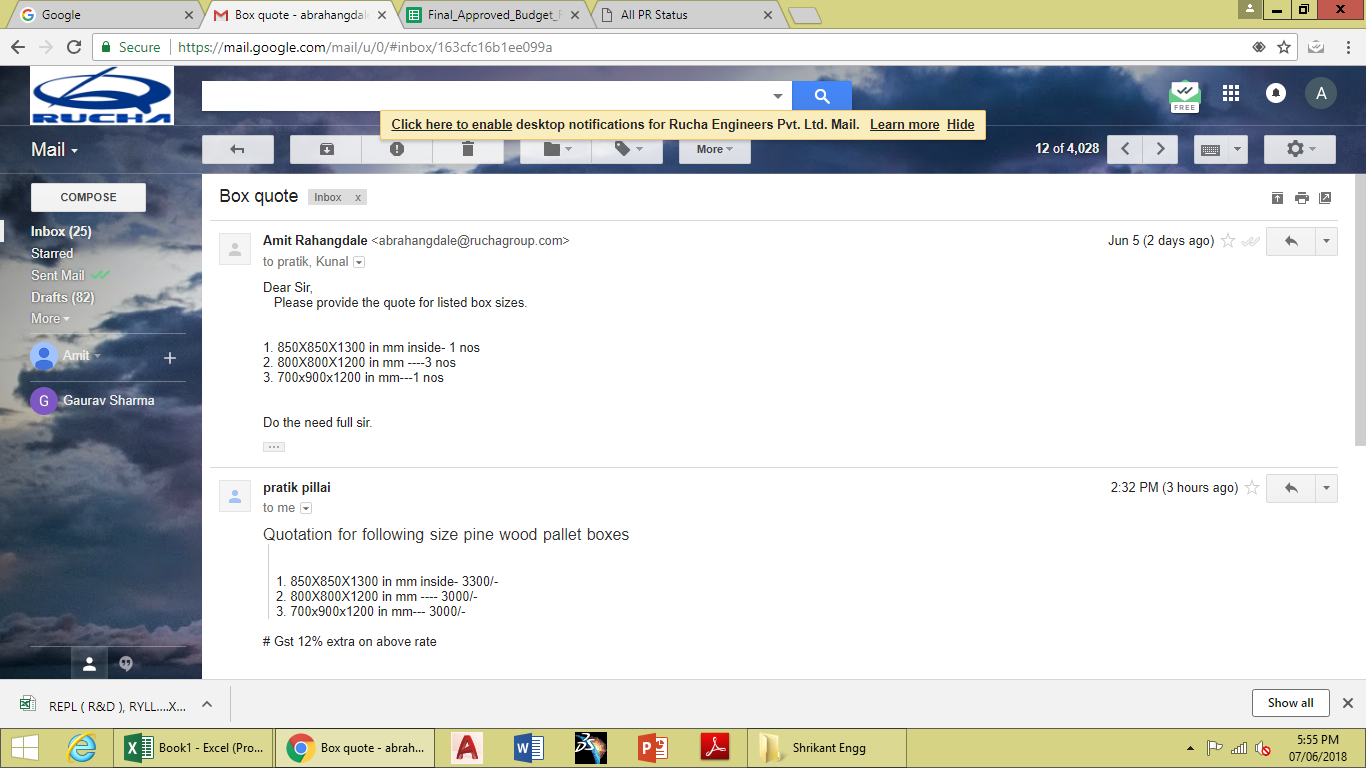 Google
Box quote - abrahangdal
Final_Approved_Budget_F
All PR Status
Secure
https://mail.google.com/mail/u/0/#inbox/163cfc16b1ee099a
RUCHA
FREE
A
Click here to enable desktop notifications for Rucha Engineers Pvt. Ltd. Mail. Learn more Hide
Mail
More
12 of 4,028
COMPOSE
Inbox (25)
Starred
Sent Mail
Drafts (82)
More
Amit
G Gaurav Sharma
Box quote
Inbox x
Amit Rahangdale <abrahangdale@ruchagroup.com>
Jun 5 (2 days ago)
to pratik, Kunal
Dear Sir,
Please provide the quote for listed box sizes.
1. 850X850X1300 in mm inside- 1 nos
2. 800X800X1200 in mm ----3 nos
3. 700x900x1200 in mm---1 nos
Do the need full sir.
pratik pillai
2:32 PM (3 hours ago)
to me
Quotation for following size pine wood pallet boxes
1. 850X850X1300 in mm inside- 3300/-
2. 800X800X1200 in mm ---- 3000/-
3. 700x900x1200 in mm--- 3000/-
# Gst 12% extra on above rate
REPL ( R&D ), RYLL....X...
Show all
Book1 - Excel (Pro...
Box quote - abrah...
Shrikant Engg
5:55 PM
07/06/2018